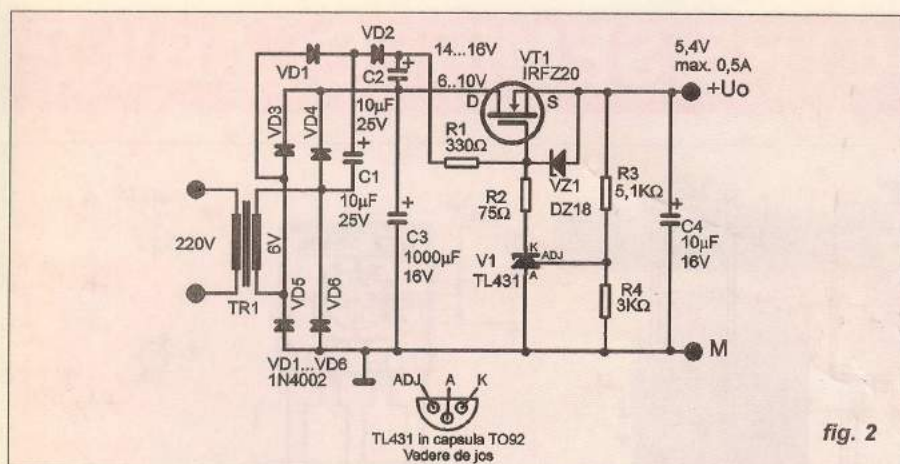 VD2
VD1
14...16V
C2
6..10V
VT1
IRFZ20
D
S
5,4V
max. 0,5A
+Uo
VD3
VD4
10µF
25V
C1
10µF
25V
R1
330Ω
VZ1
DZ18
R3
5,1KΩ
R2
75Ω
C4
10µF
16V
220V
6V
TR1
C3
1000µF
16V
V1
TL431
K
ADJ
A
R4
3KΩ
VD5
VD6
VD1...VD6
1N4002
M
ADJ
A
K
TL431 in capsula TO92
Vedere de jos
fig. 2